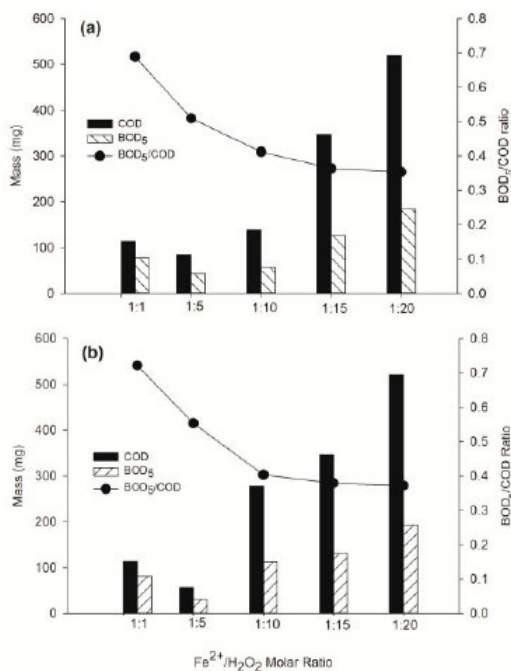 (a)
600
500
400
300
200
100
0
Mass (mg)
COD
BOD5
BOD5/COD
0.8
0.7
0.6
0.5
0.4
0.3
0.2
0.1
0.0
BOD5/COD ratio
1:1 1:5 1:10 1:15 1:20
(b)
600
500
400
300
200
100
0
Mass (mg)
COD
BOD5
BOD5/COD
0.8
0.7
0.6
0.5
0.4
0.3
0.2
0.1
0.0
BOD5/COD Ratio
1:1 1:5 1:10 1:15 1:20
Fe2+/H2O2 Molar Ratio